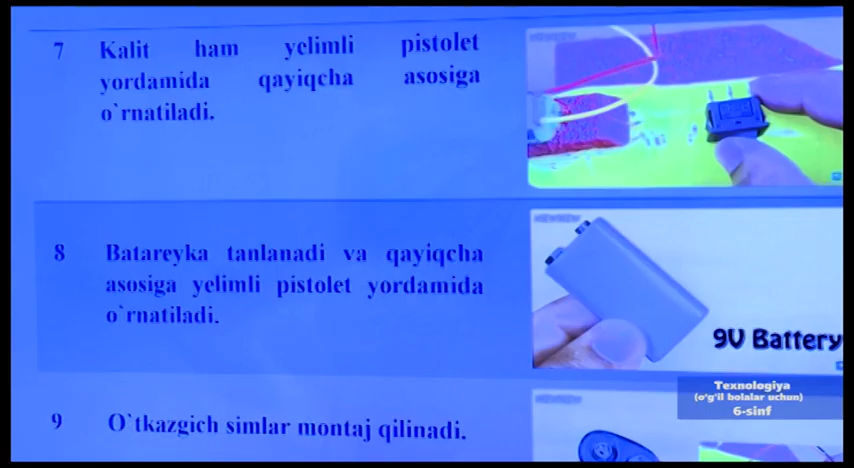 7 Kalit ham yelimli pistolet
yordamida qayiqcha asosiga
o`rnatiladi.
8 Batareyka tanlanadi va qayiqcha
asosiga yelimli pistolet yordamida
o`rnatiladi.
9V Battery
Texnologiya
(o‘g‘il bolalar uchun)
6-sinf
9 O`tkazgich simlar montaj qilinadi.